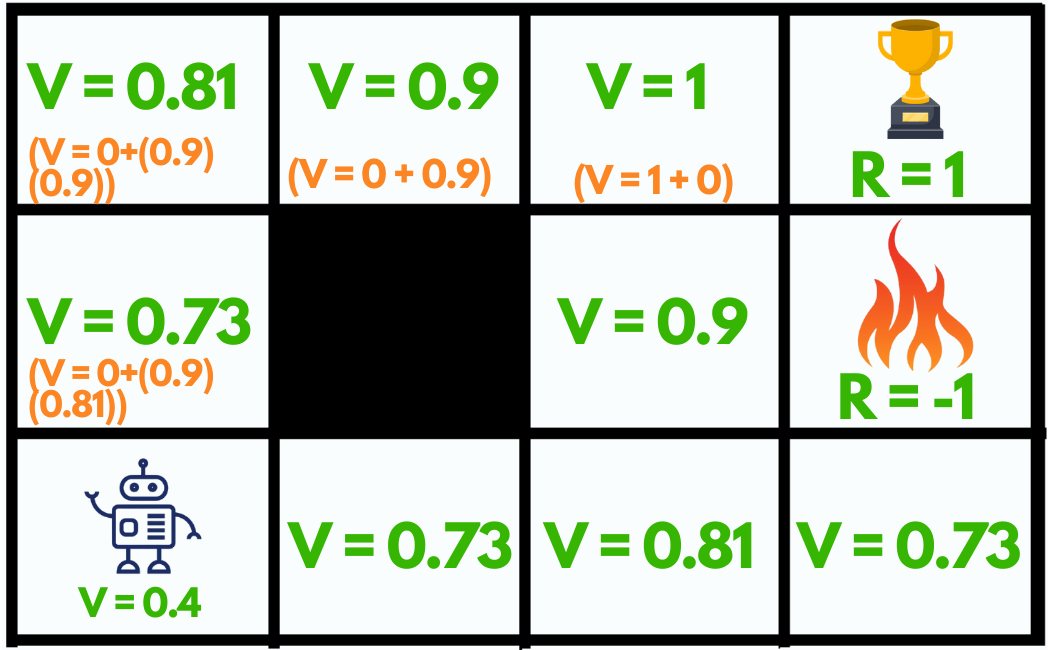 V = 0.81
(V = 0+(0.9)
(0.9))
V = 0.9
(V = 0 + 0.9)
V = 1
(V = 1 + 0)
R = 1
V = 0.73
(V = 0+(0.9)
(0.81))
V = 0.9
R = -1
V = 0.4
V = 0.73
V = 0.81
V = 0.73